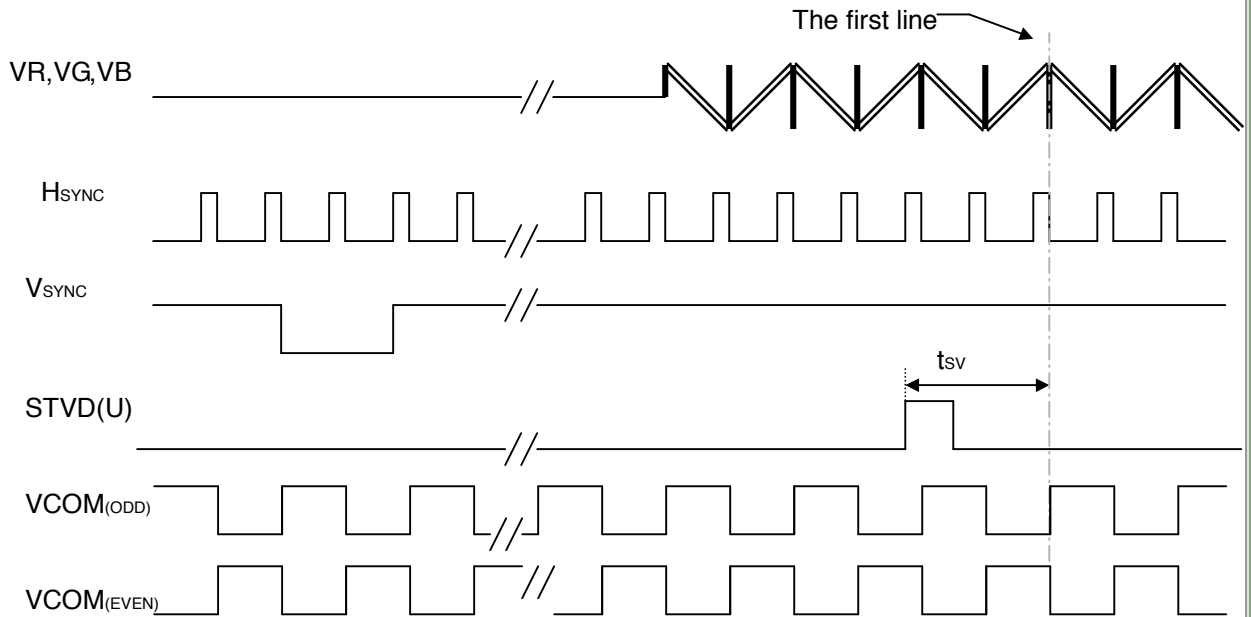 The first line
VR,VG,VB
HSYNC
VSYNC
tsv
STVD(U)
VCOM(ODD)
VCOM(EVEN)